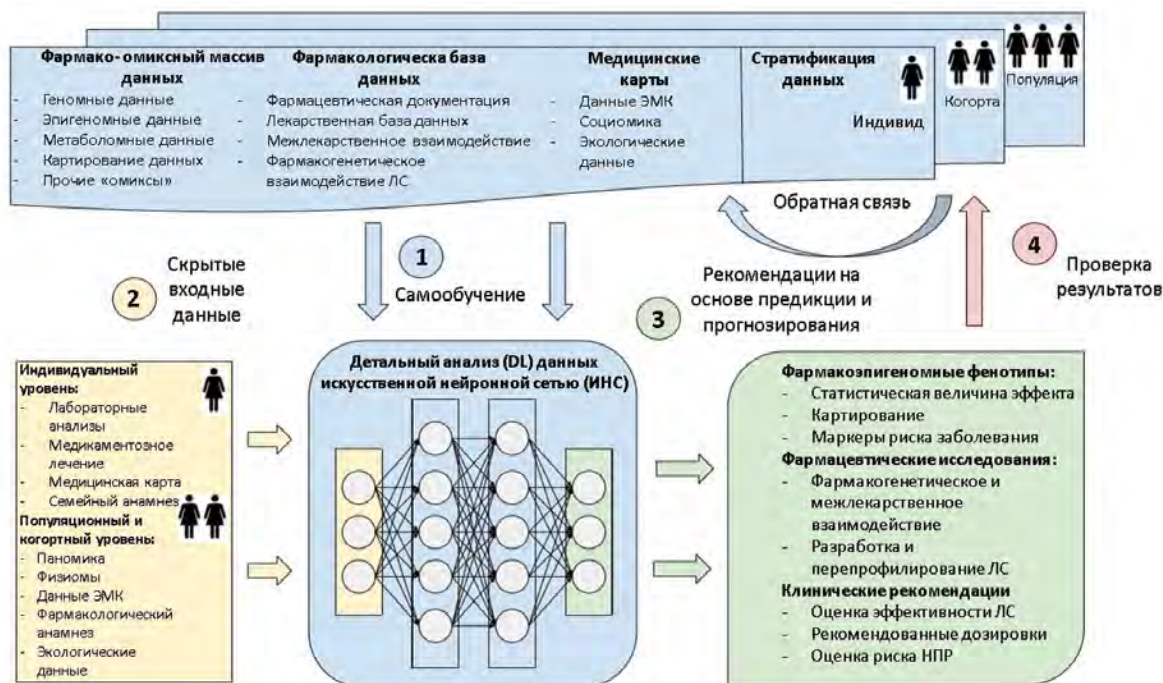 Фармако-омиксный массив
данных
- Геномные данные
- Эпигеномные данные
- Метаболомные данные
- Картирование данных
- Прочие «омиксы»
Фармакологическа база
данных
- Фармацевтическая документация
- Лекарственная база данных
- Межлекарственное взаимодействие
- Фармакогенетическое
взаимодействие ЛС
Медицинские
карты
- Данные ЭМК
- Социомика
- Экологические
данные
Стратификация
данных
Индивид
Когорта
Популяция
1
Самообучение
2
Скрытые
входные
данные
Обратная связь
3
Рекомендации на
основе предикции и
прогнозирования
4
Проверка
результатов
Индивидуальный
уровень:
- Лабораторные
анализы
- Медикаментозное
лечение
- Медицинская карта
- Семейный анамнез
Популяционный и
когортный уровень:
- Паномика
- Физиомы
- Данные ЭМК
- Фармакологический
анамнез
- Экологические
данные
Детальный анализ (DL) данных
искусственной нейронной сетью (ИНС)
Фармакоэпигеномные фенотипы:
- Статистическая величина эффекта
- Картирование
- Маркеры риска заболевания
Фармацевтические исследования:
- Фармакогенетическое и
межлекарственное
взаимодействие
- Разработка и
перепрофилирование ЛС
Клинические рекомендации
- Оценка эффективности ЛС
- Рекомендованные дозировки
- Оценка риска НПР